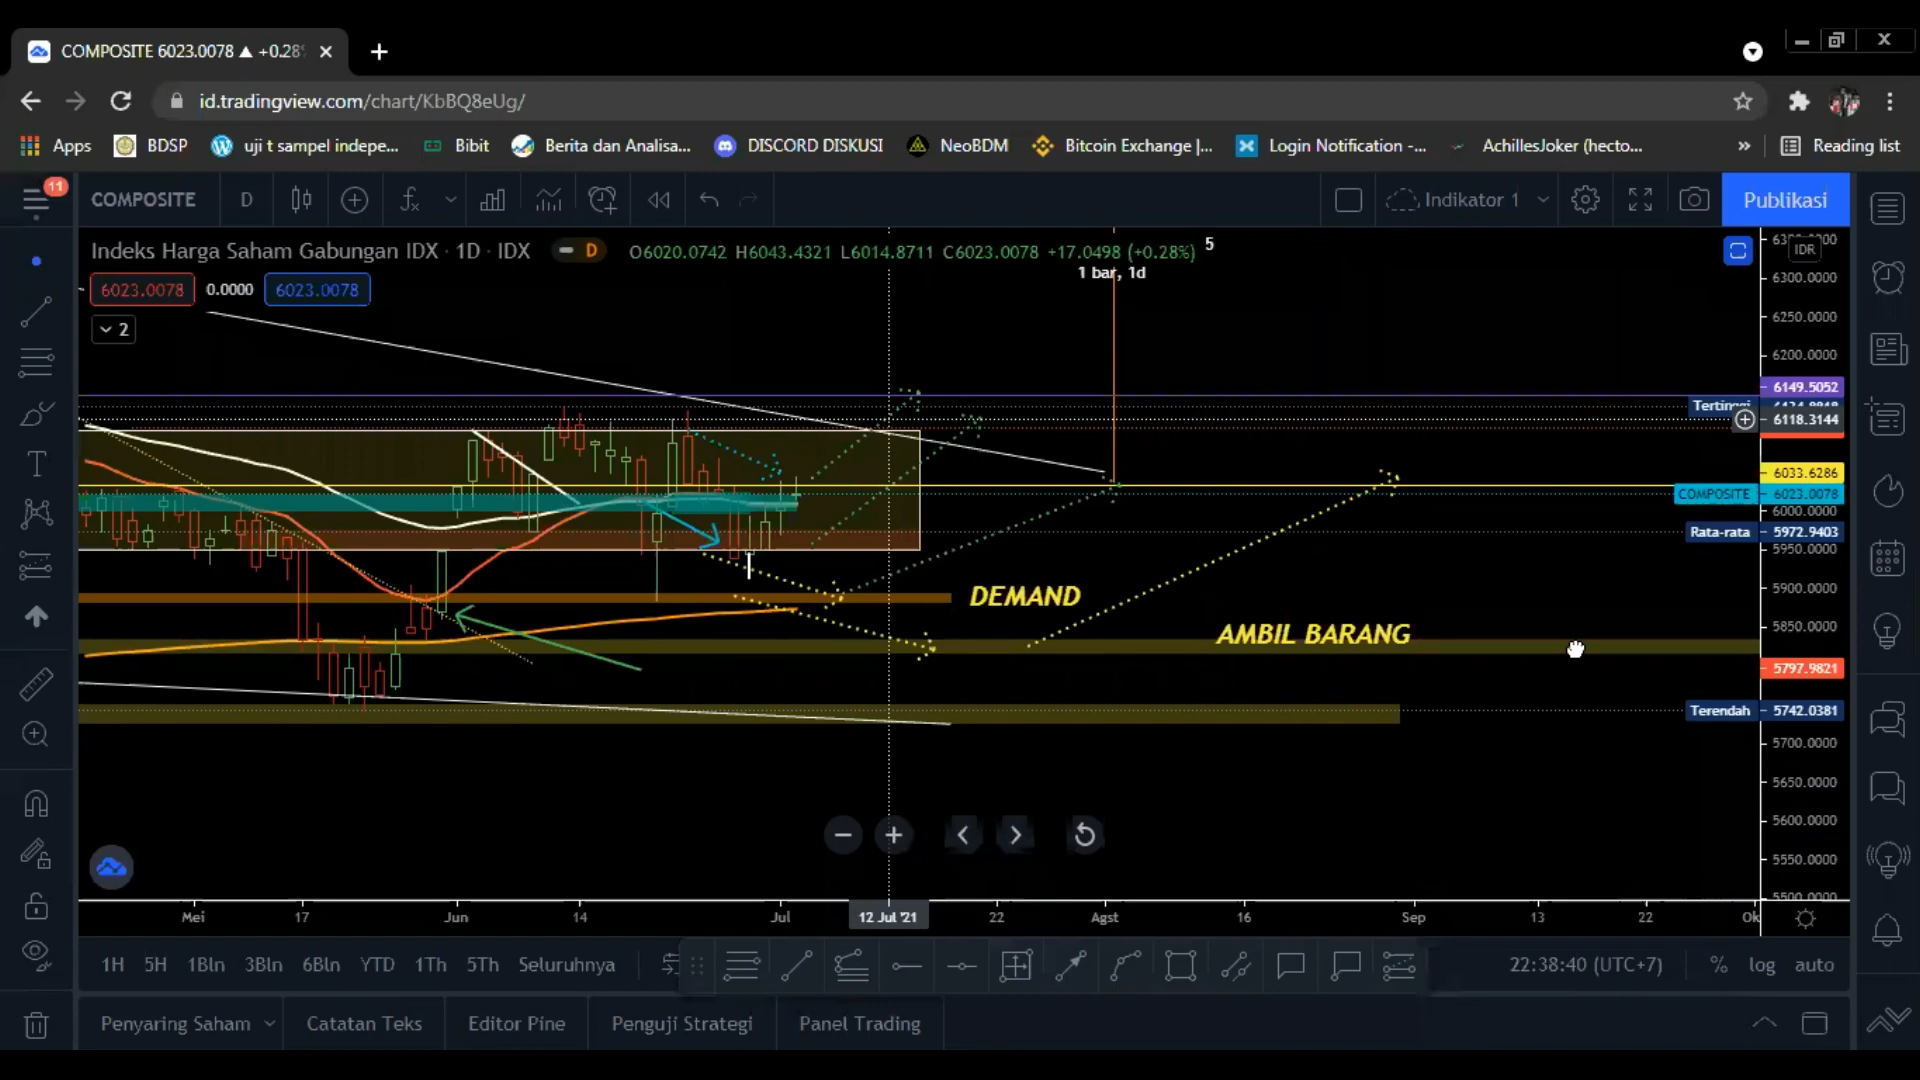 COMPOSITE 6023.0078 ▲ +0.28
id.tradingview.com/chart/KbBQ8eUg/
Apps BDSP uji t sampel indepe... Bibit Berita dan Analisa... DISCORD DISKUSI NeoBDM Bitcoin Exchange |... Login Notification -... AchillesJoker (hecto... » Reading list
11
COMPOSITE D Indikator 1 Publikasi
Indeks Harga Saham Gabungan IDX · 1D · IDX D O6020.0742 H6043.4321 L6014.8711 C6023.0078 +17.0498 (+0.28%) 5
IDR
1 bar, 1d
6023.0078 0.0000 6023.0078
2
6300.0000
6250.0000
6200.0000
6149.5052
Tertinggi
6118.3144
6033.6286
COMPOSITE 6023.0078
6000.0000
Rata-rata 5972.9403
5950.0000
5900.0000
DEMAND
5850.0000
AMBIL BARANG
5797.9821
Terendah 5742.0381
5700.0000
5650.0000
5600.0000
5550.0000
5500.0000
Mei 17 Jun 14 Jul 12 Jul '21 22 Agst 16 Sep 13 22 Ok
1H 5H 1Bln 3Bln 6Bln YTD 1Th 5Th Seluruhnya 22:38:40 (UTC+7) % log auto
Penyaring Saham Catatan Teks Editor Pine Penguji Strategi Panel Trading